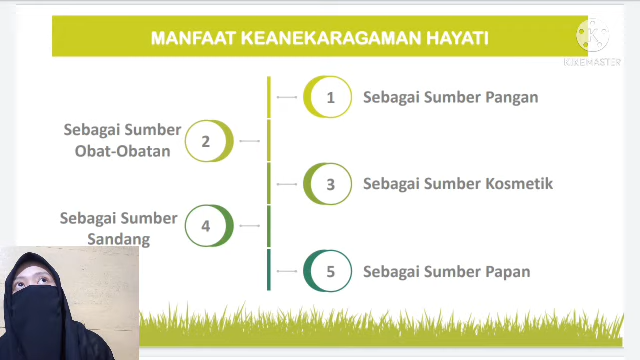 MANFAAT KEANEKARAGAMAN HAYATI
KINEMASTER
1
Sebagai Sumber Pangan
Sebagai Sumber
Obat-Obatan
2
3
Sebagai Sumber Kosmetik
Sebagai Sumber
Sandang
4
5
Sebagai Sumber Papan